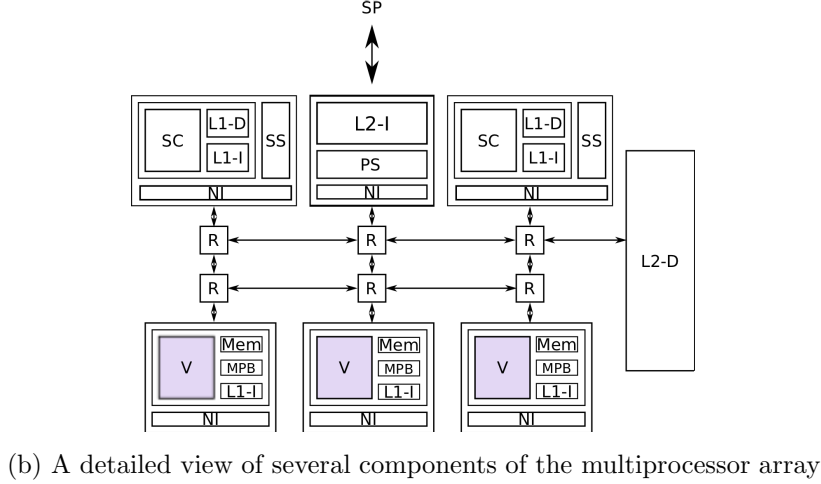 SP
SC L1-D L1-I SS NI
L2-I
PS
NI
SC L1-D L1-I SS NI
R R R
L2-D
R R R
V Mem MPB L1-I NI
V Mem MPB L1-I NI
V Mem MPB L1-I NI
(b) A detailed view of several components of the multiprocessor array